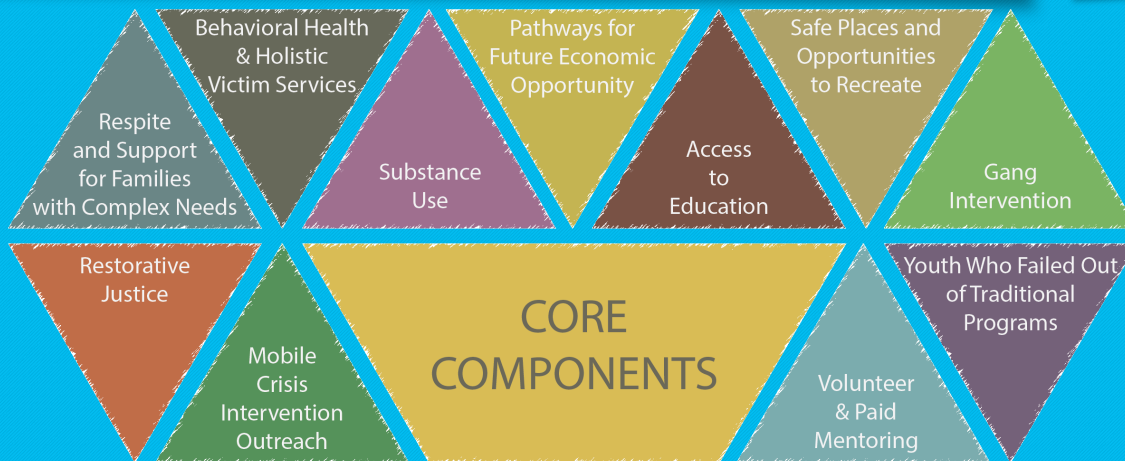 Respite
and Support
for Families
with Complex Needs
Behavioral Health
& Holistic
Victim Services
Substance
Use
Pathways for
Future Economic
Opportunity
Access
to
Education
Safe Places and
Opportunities
to Recreate
Gang
Intervention
Restorative
Justice
Mobile
Crisis
Intervention
Outreach
CORE
COMPONENTS
Volunteer
& Paid
Mentoring
Youth Who Failed Out
of Traditional
Programs